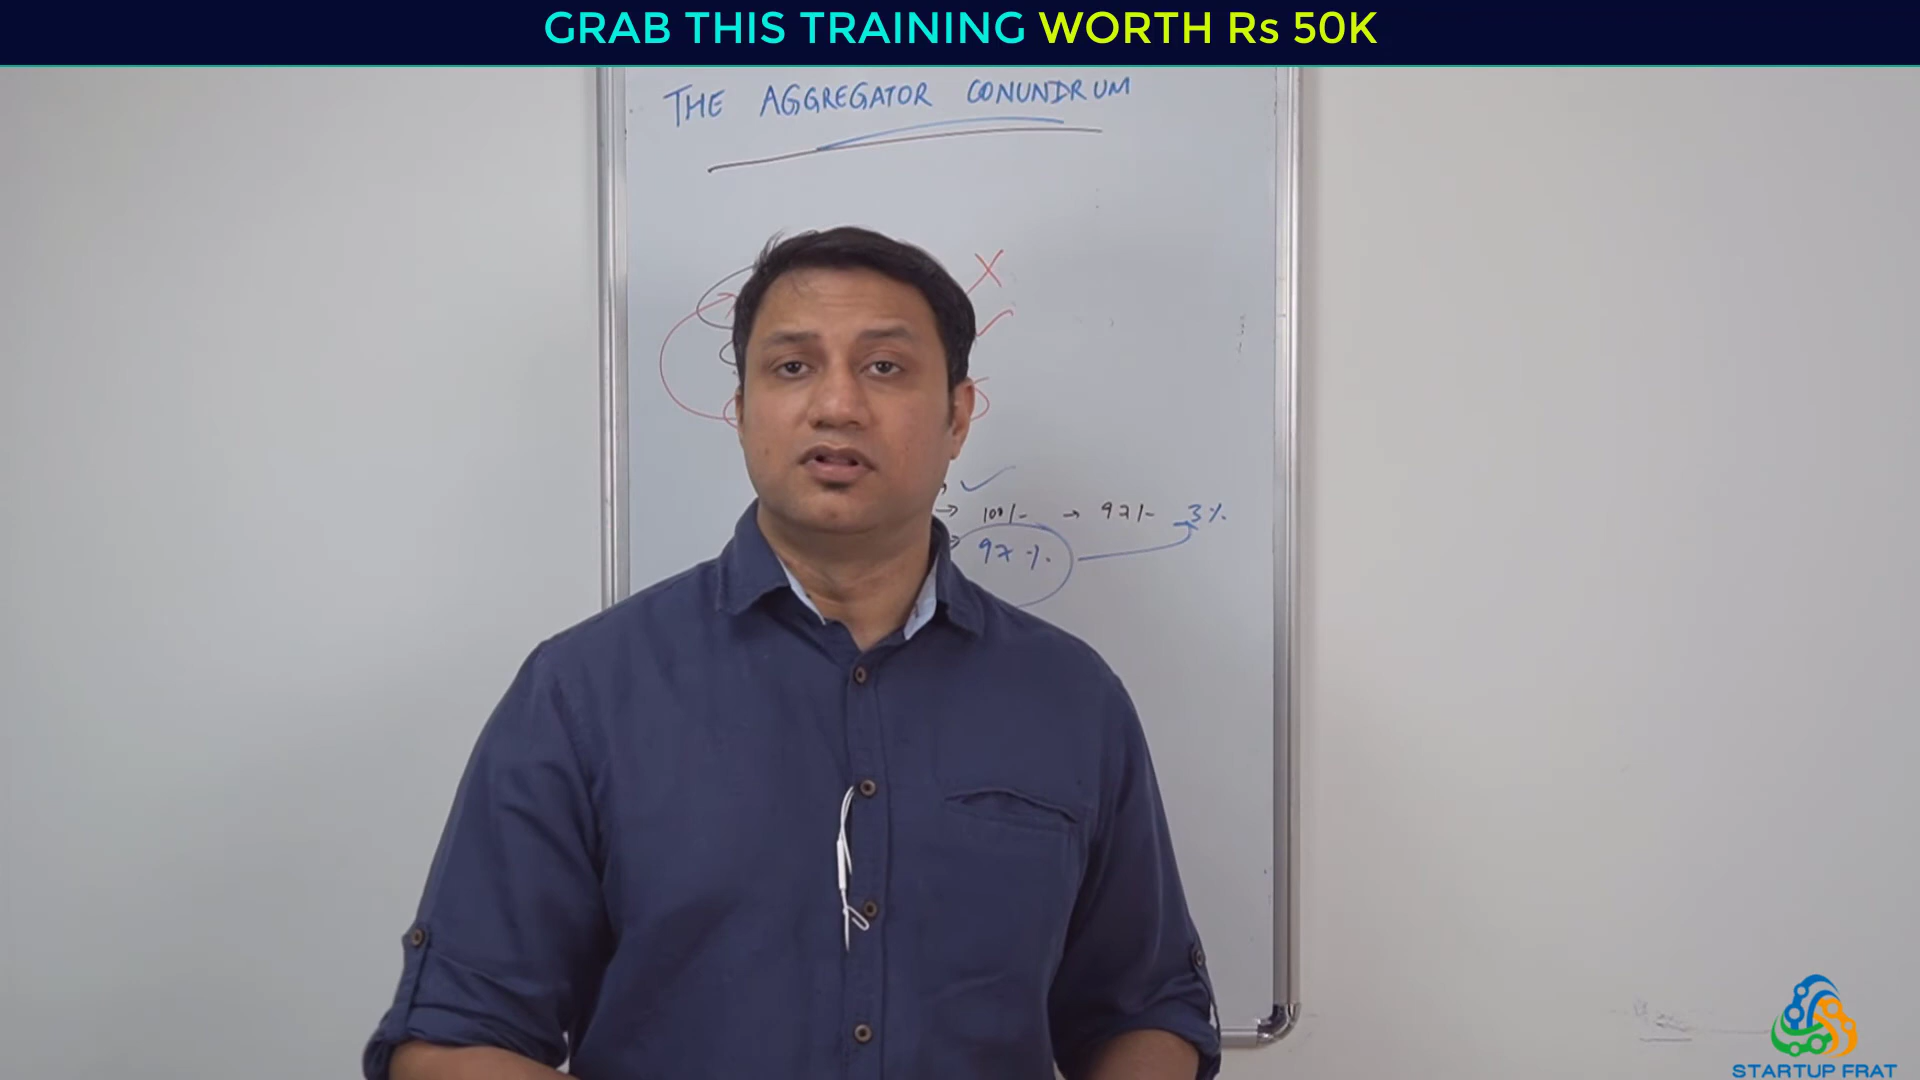 GRAB THIS TRAINING WORTH Rs 50K
THE AGGREGATOR CONUNDRUM
X
100/- → 97/- 3%
97%
STARTUP FRAT